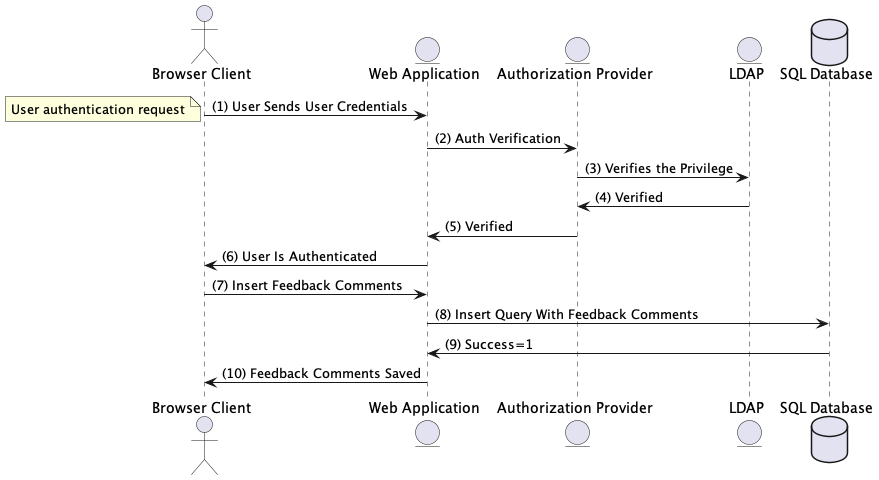 Browser Client
Web Application
Authorization Provider
LDAP
SQL Database
User authentication request
(1) User Sends User Credentials
(2) Auth Verification
(3) Verifies the Privilege
(4) Verified
(5) Verified
(6) User Is Authenticated
(7) Insert Feedback Comments
(8) Insert Query With Feedback Comments
(9) Success=1
(10) Feedback Comments Saved
Browser Client
Web Application
Authorization Provider
LDAP
SQL Database